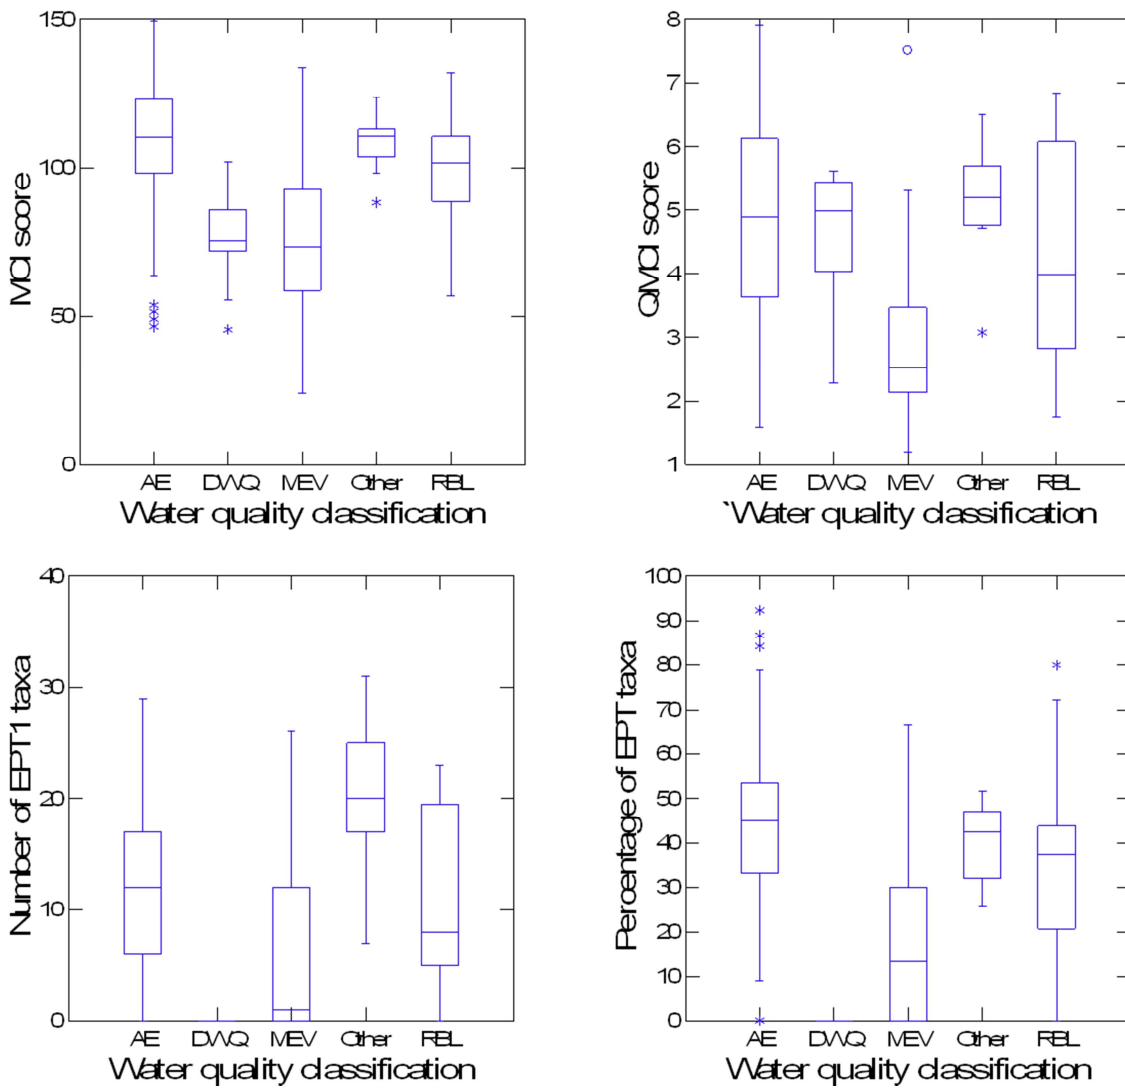 150
100
50
0
MCI score
AE DWQ MEV Other RBL
Water quality classification
8
7
6
5
4
3
2
1
QMCI score
AE DWQ MEV Other RBL
`Water quality classification
40
30
20
10
0
Number of EPT1 taxa
AE DWQ MEV Other RBL
Water quality classification
100
90
80
70
60
50
40
30
20
10
0
Percentage of EPT taxa
AE DWQ MEV Other RBL
Water quality classification